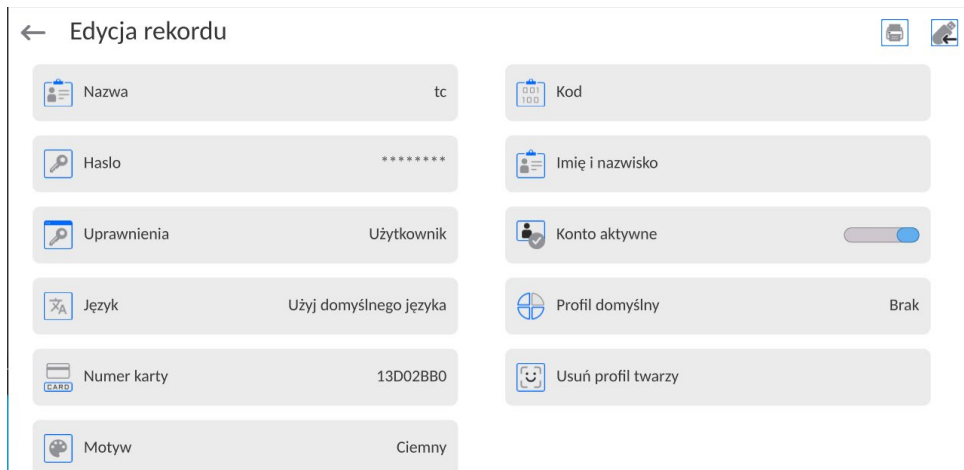 Edycja rekordu
Nazwa tc
Kod
001
100
Haslo ********
Imię i nazwisko
Uprawnienia Użytkownik
Konto aktywne
Język Użyj domyślnego języka
Profil domyślny Brak
Numer karty 13D02BB0
CARD
Usuń profil twarzy
Motyw Ciemny